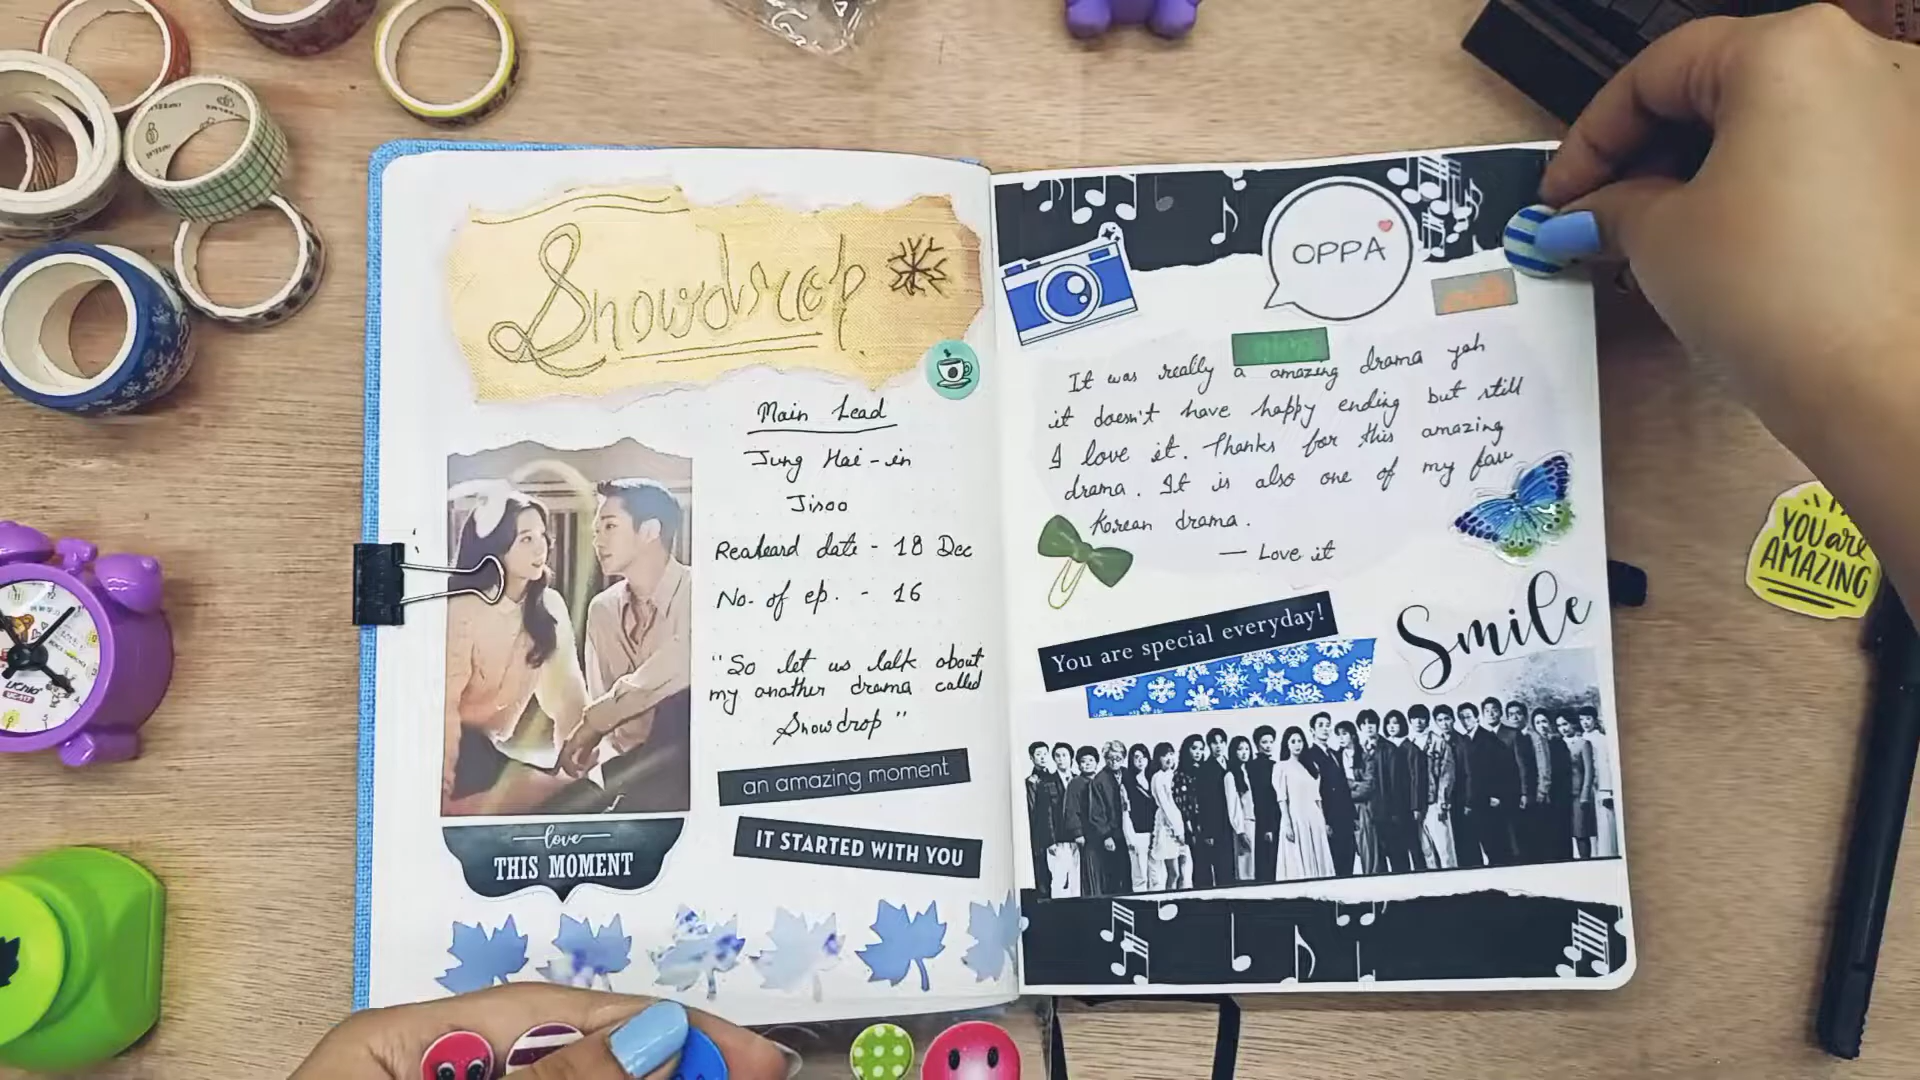 Snowdrop
Main Lead
Jung Hai-in
Jisoo
Realeard date - 18 Dec
No. of ep. - 16
"So let us talk about
my another drama called
Snowdrop"
an amazing moment
IT STARTED WITH YOU
love
THIS MOMENT
OPPA
It was really a amazing drama yah
it doesn't have happy ending but still
I love it. Thanks for this amazing
drama. It is also one of my fav
Korean drama.
— Love it
You are special everyday!
Smile
YOU are
AMAZING